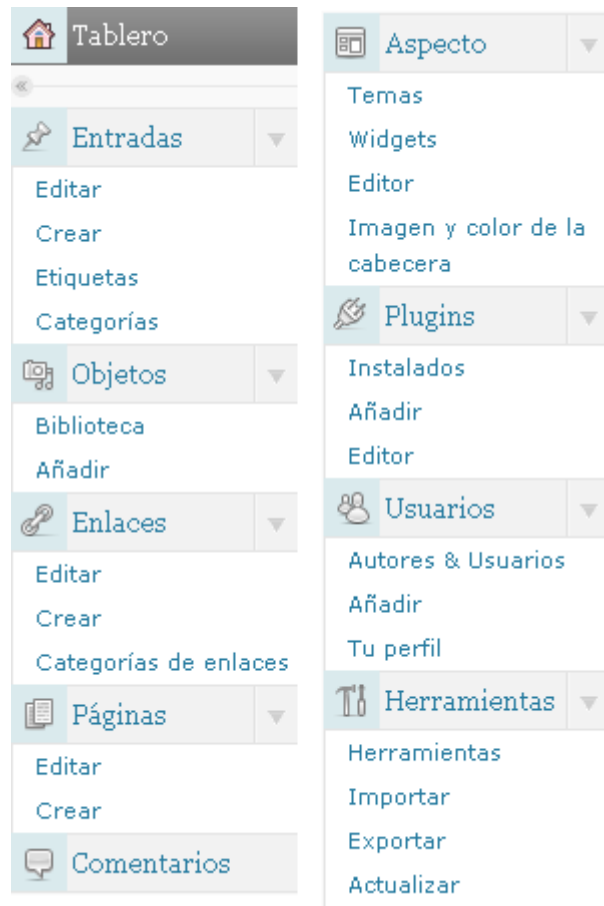 Tablero
Entradas
Editar
Crear
Etiquetas
Categorías
Objetos
Biblioteca
Añadir
Enlaces
Editar
Crear
Categorías de enlaces
Páginas
Editar
Crear
Comentarios
Aspecto
Temas
Widgets
Editor
Imagen y color de la
cabecera
Plugins
Instalados
Añadir
Editor
Usuarios
Autores & Usuarios
Añadir
Tu perfil
Herramientas
Herramientas
Importar
Exportar
Actualizar